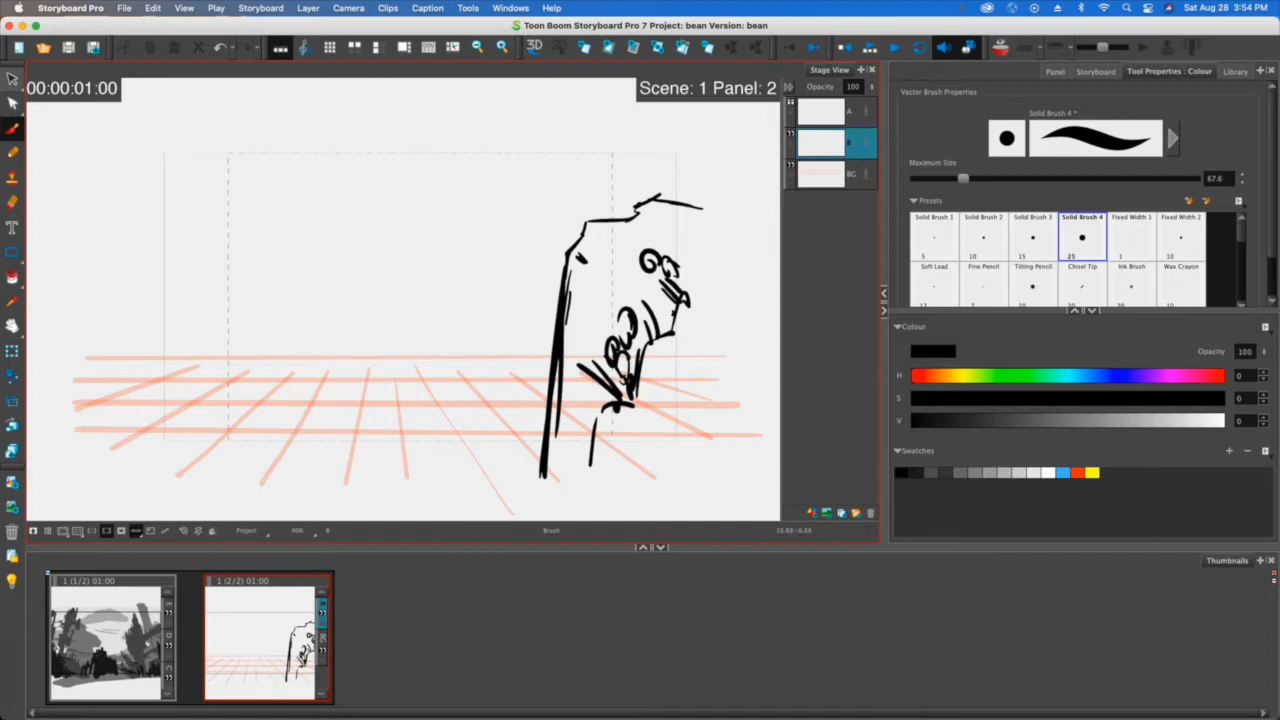 Storyboard Pro File Edit View Play Storyboard Layer Camera Clips Caption Tools Windows Help Sat Aug 28 3:54 PM
Toon Boom Storyboard Pro 7 Project: bean Version: bean
3D
Stage View
Panel Storyboard Tool Properties : Colour Library
00:00:01:00
Scene: 1 Panel: 2
Opacity 100
A
B
BG
Vector Brush Properties
Solid Brush 4 *
Maximum Size
67.6
Presets
Solid Brush 1 Solid Brush 2 Solid Brush 3 Solid Brush 4 Fixed Width 1 Fixed Width 2
5 10 15 25 1 10
Soft Lead Fine Pencil Tilting Pencil Chisel Tip Ink Brush Wax Crayon
Colour
Opacity 100
H 0
S 0
V 0
Swatches
Project
40%
Brush
Thumbnails
1 (1/2) 01:00
1 (2/2) 01:00